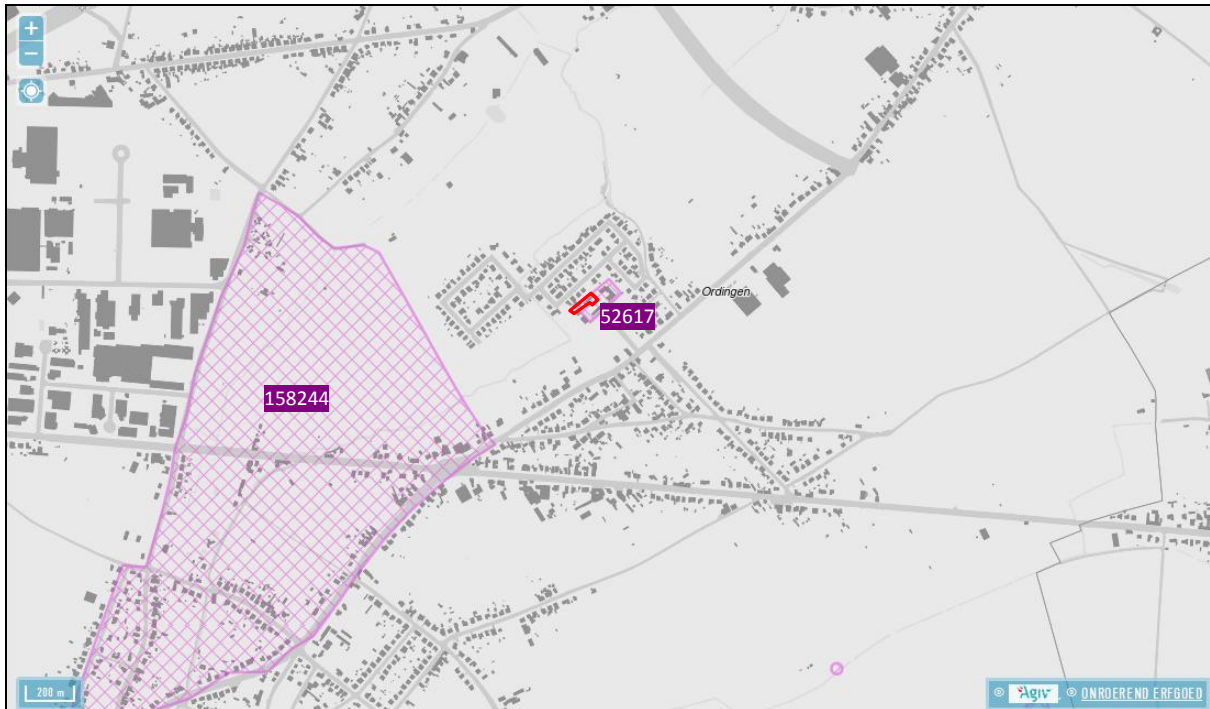 +
−
Ordingen
52617
158244
200 m
© Agiv © ONROEREND ERFGOED